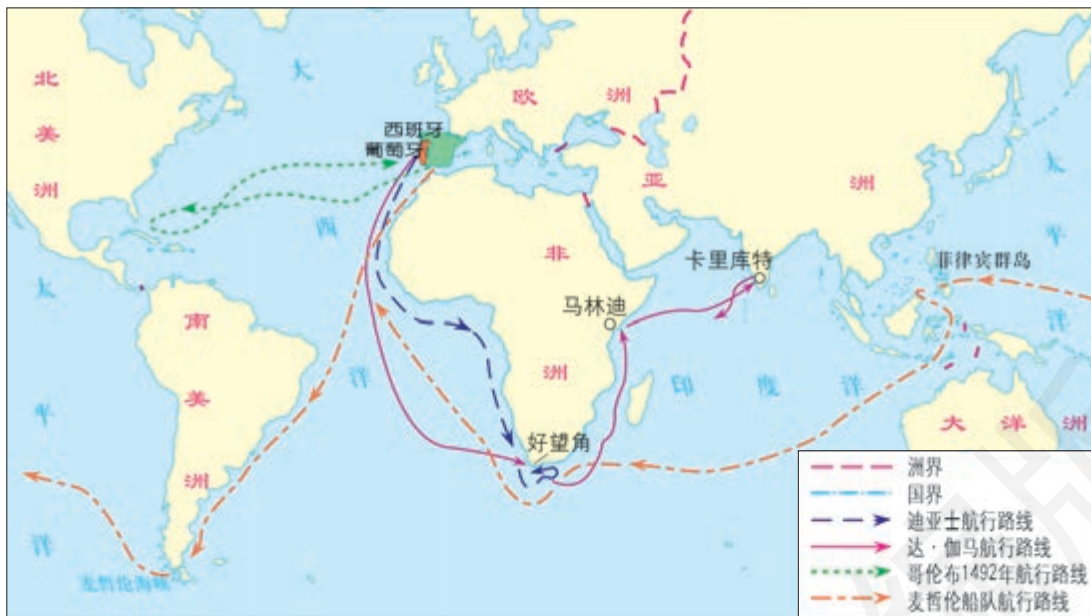 北美洲
大西洋
欧洲
亚洲
西班牙
葡萄牙
非洲
卡里库特
马林迪
菲律宾群岛
太平洋
太平洋
南美洲
印度洋
好望角
大洋洲
麦哲伦海峡
洲界
国界
迪亚士航行路线
达·伽马航行路线
哥伦布1492年航行路线
麦哲伦船队航行路线